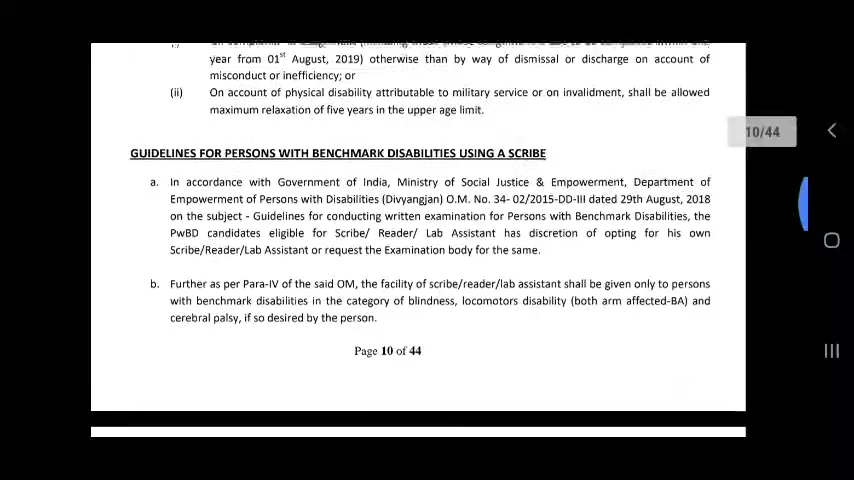 year from 01st August, 2019) otherwise than by way of dismissal or discharge on account of
misconduct or inefficiency; or
(ii) On account of physical disability attributable to military service or on invalidment, shall be allowed
maximum relaxation of five years in the upper age limit.
10/44
GUIDELINES FOR PERSONS WITH BENCHMARK DISABILITIES USING A SCRIBE
a. In accordance with Government of India, Ministry of Social Justice & Empowerment, Department of
Empowerment of Persons with Disabilities (Divyangjan) O.M. No. 34- 02/2015-DD-III dated 29th August, 2018
on the subject - Guidelines for conducting written examination for Persons with Benchmark Disabilities, the
PwBD candidates eligible for Scribe/ Reader/ Lab Assistant has discretion of opting for his own
Scribe/Reader/Lab Assistant or request the Examination body for the same.
b. Further as per Para-IV of the said OM, the facility of scribe/reader/lab assistant shall be given only to persons
with benchmark disabilities in the category of blindness, locomotors disability (both arm affected-BA) and
cerebral palsy, if so desired by the person.
Page 10 of 44